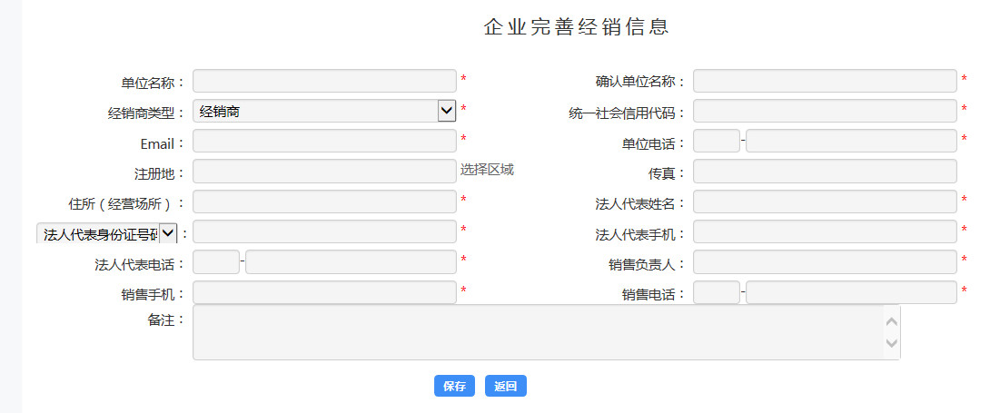 企业完善经销信息
单位名称： * 确认单位名称： *
经销商类型： 经销商 * 统一社会信用代码： *
Email： * 单位电话： - *
注册地： 选择区域 传真：
住所（经营场所）： * 法人代表姓名： *
法人代表身份证号码 ： * 法人代表手机： *
法人代表电话： - * 销售负责人： *
销售手机： * 销售电话： - *
备注：
保存 返回